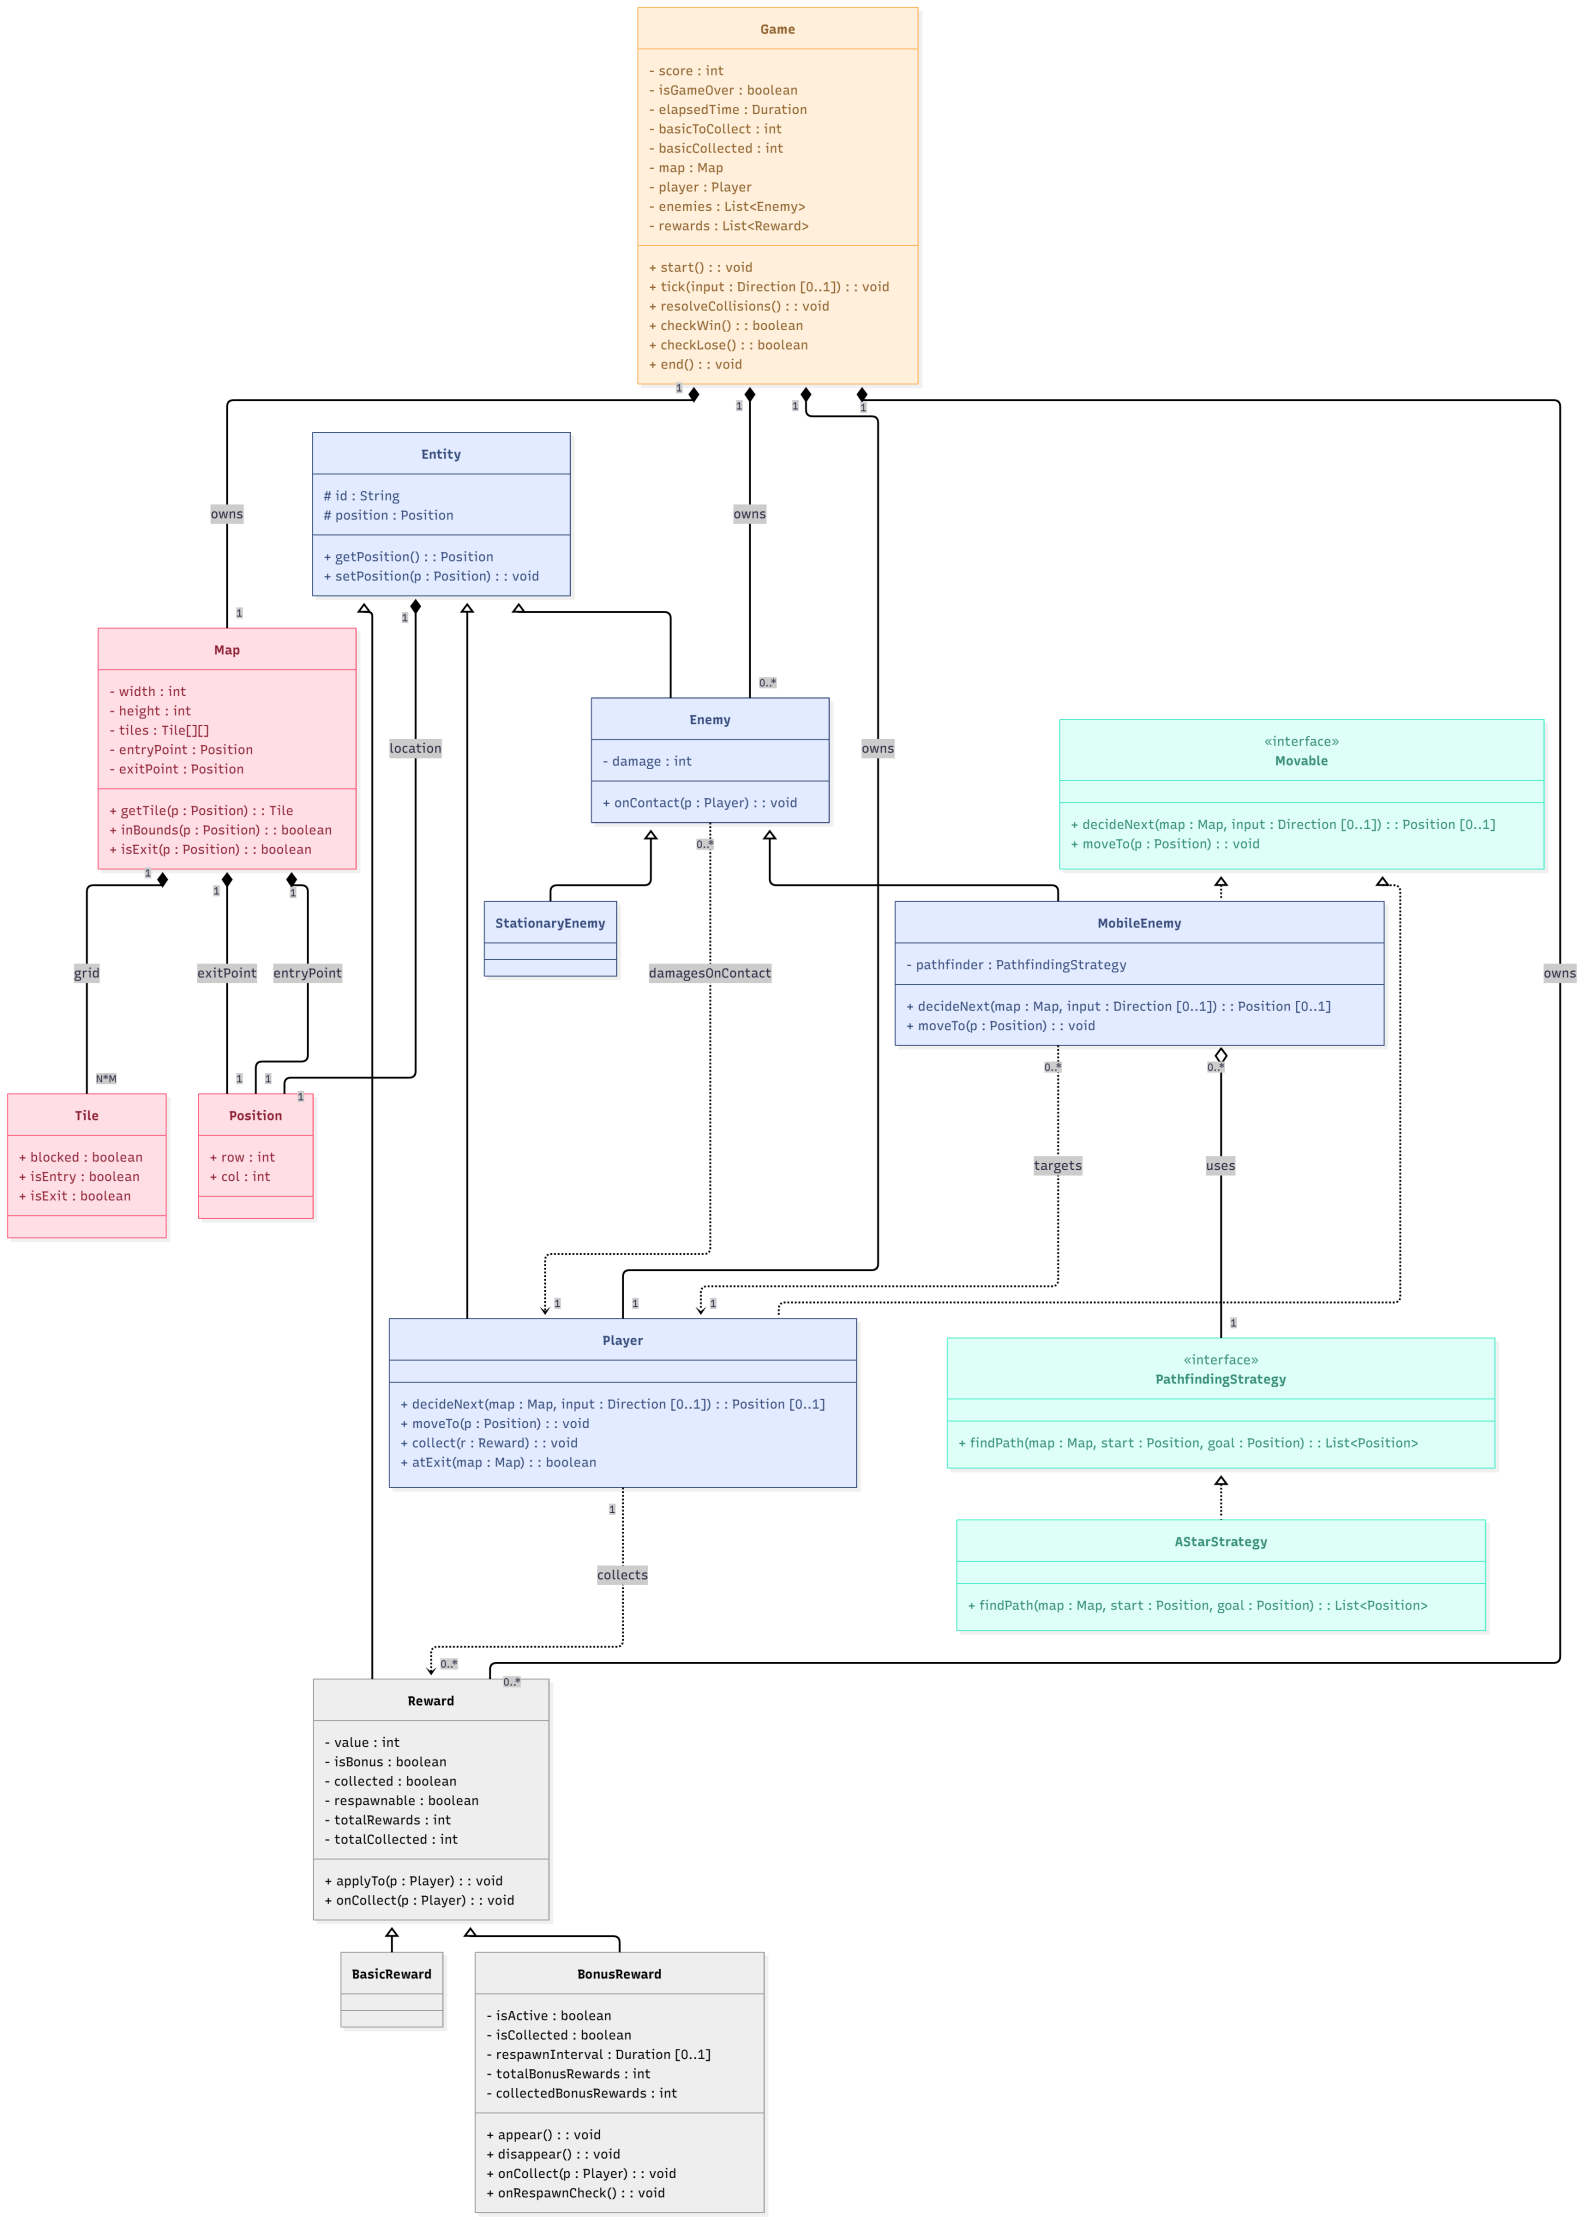 Game
- score : int
- isGameOver : boolean
- elapsedTime : Duration
- basicToCollect : int
- basicCollected : int
- map : Map
- player : Player
- enemies : List<Enemy>
- rewards : List<Reward>
+ start() : : void
+ tick(input : Direction [0..1]) : : void
+ resolveCollisions() : : void
+ checkWin() : : boolean
+ checkLose() : : boolean
+ end() : : void
1
1
1
1
Entity
# id : String
# position : Position
+ getPosition() : : Position
+ setPosition(p : Position) : : void
owns
owns
1
1
Map
- width : int
- height : int
- tiles : Tile[][]
- entryPoint : Position
- exitPoint : Position
+ getTile(p : Position) : : Tile
+ inBounds(p : Position) : : boolean
+ isExit(p : Position) : : boolean
location
0..*
Enemy
- damage : int
+ onContact(p : Player) : : void
owns
«interface»
Movable
+ decideNext(map : Map, input : Direction [0..1]) : : Position [0..1]
+ moveTo(p : Position) : : void
1
1
1
0..*
StationaryEnemy
MobileEnemy
- pathfinder : PathfindingStrategy
+ decideNext(map : Map, input : Direction [0..1]) : : Position [0..1]
+ moveTo(p : Position) : : void
grid
exitPoint
entryPoint
damagesOnContact
owns
0..*
0..*
N*M
1
1
1
Tile
+ blocked : boolean
+ isEntry : boolean
+ isExit : boolean
Position
+ row : int
+ col : int
targets
uses
1
1
1
1
Player
+ decideNext(map : Map, input : Direction [0..1]) : : Position [0..1]
+ moveTo(p : Position) : : void
+ collect(r : Reward) : : void
+ atExit(map : Map) : : boolean
«interface»
PathfindingStrategy
+ findPath(map : Map, start : Position, goal : Position) : : List<Position>
1
collects
AStarStrategy
+ findPath(map : Map, start : Position, goal : Position) : : List<Position>
0..*
0..*
Reward
- value : int
- isBonus : boolean
- collected : boolean
- respawnable : boolean
- totalRewards : int
- totalCollected : int
+ applyTo(p : Player) : : void
+ onCollect(p : Player) : : void
BasicReward
BonusReward
- isActive : boolean
- isCollected : boolean
- respawnInterval : Duration [0..1]
- totalBonusRewards : int
- collectedBonusRewards : int
+ appear() : : void
+ disappear() : : void
+ onCollect(p : Player) : : void
+ onRespawnCheck() : : void